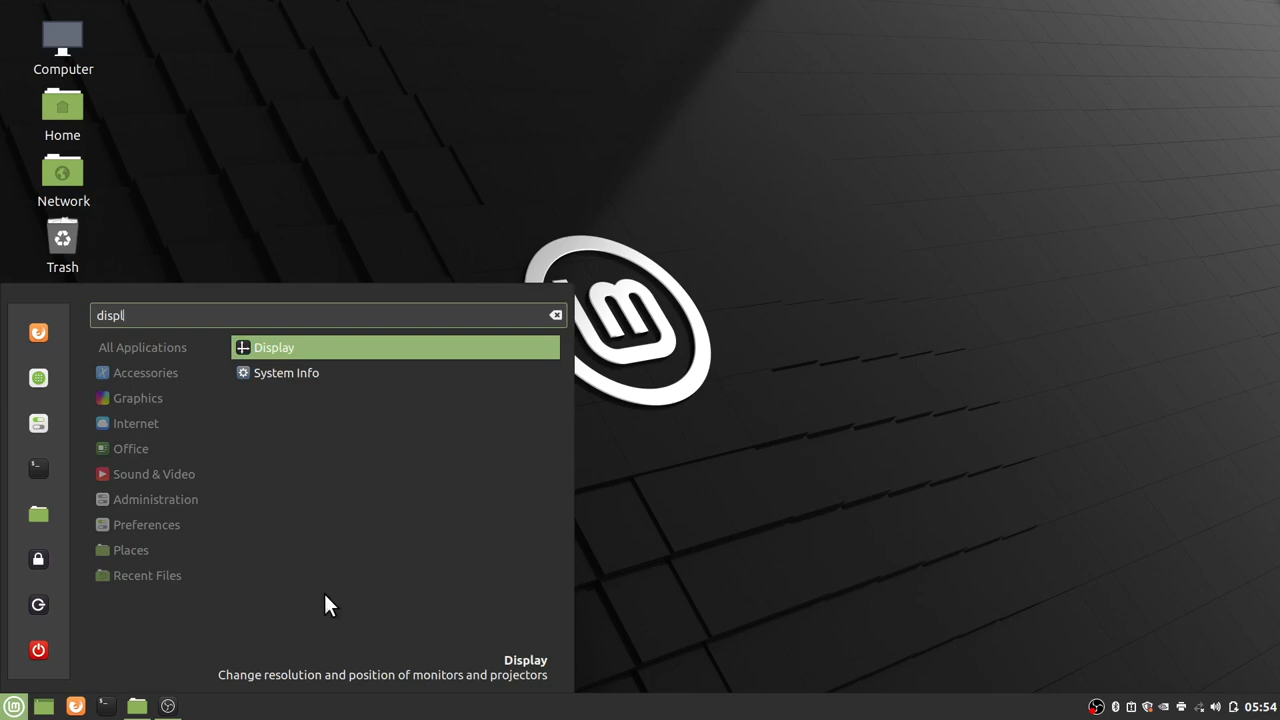 Computer
Home
Network
Trash
displ
All Applications
Accessories
Graphics
Internet
Office
Sound & Video
Administration
Preferences
Places
Recent Files
Display
System Info
Display
Change resolution and position of monitors and projectors
05:54